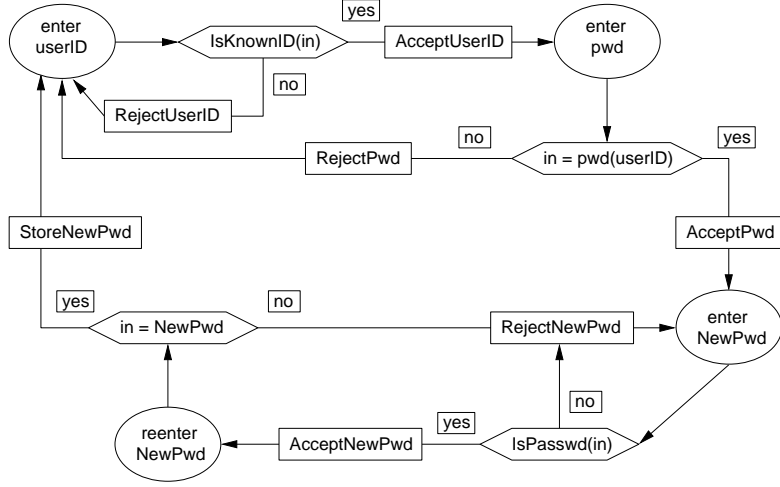 enter
userID
IsKnownID(in)
yes
AcceptUserID
enter
pwd
no
RejectUserID
RejectPwd
no
in = pwd(userID)
yes
StoreNewPwd
AcceptPwd
yes
in = NewPwd
no
RejectNewPwd
enter
NewPwd
no
reenter
NewPwd
AcceptNewPwd
yes
IsPasswd(in)